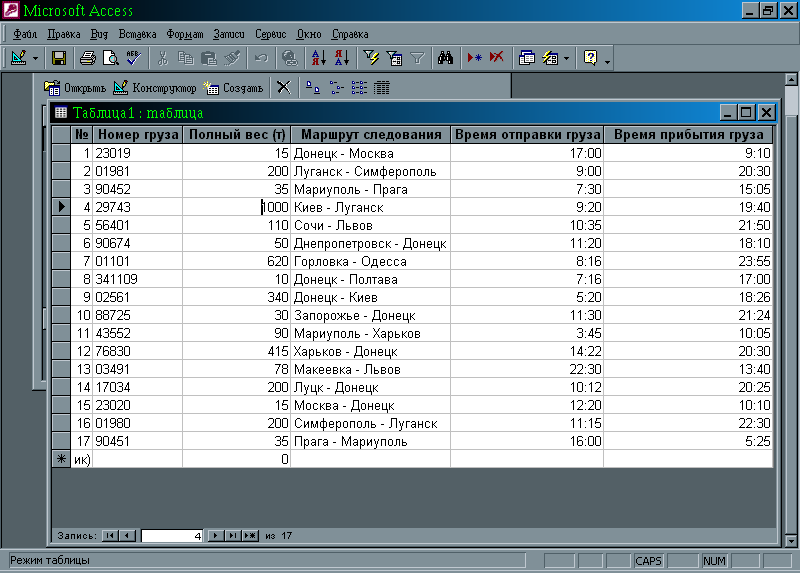 Microsoft Access
Файл Правка Вид Вставка Формат Записи Сервис Окно Справка
Открыть Конструктор Создать
Таблица1 : таблица
№ Номер груза Полный вес (т) Маршрут следования Время отправки груза Время прибытия груза
1 23019 15 Донецк - Москва 17:00 9:10
2 01981 200 Луганск - Симферополь 9:00 20:30
3 90452 35 Мариуполь - Прага 7:30 15:05
4 29743 1000 Киев - Луганск 9:20 19:40
5 56401 110 Сочи - Львов 10:35 21:50
6 90674 50 Днепропетровск - Донецк 11:20 18:10
7 01101 620 Горловка - Одесса 8:16 23:55
8 341109 10 Донецк - Полтава 7:16 17:00
9 02561 340 Донецк - Киев 5:20 18:26
10 88725 30 Запорожье - Донецк 11:30 21:24
11 43552 90 Мариуполь - Харьков 3:45 10:05
12 76830 415 Харьков - Донецк 14:22 20:30
13 03491 78 Макеевка - Львов 22:30 13:40
14 17034 200 Луцк - Донецк 10:12 20:25
15 23020 15 Москва - Донецк 12:20 10:10
16 01980 200 Симферополь - Луганск 11:15 22:30
17 90451 35 Прага - Мариуполь 16:00 5:25
ик) 0
Запись: 4 из 17
Режим таблицы CAPS NUM